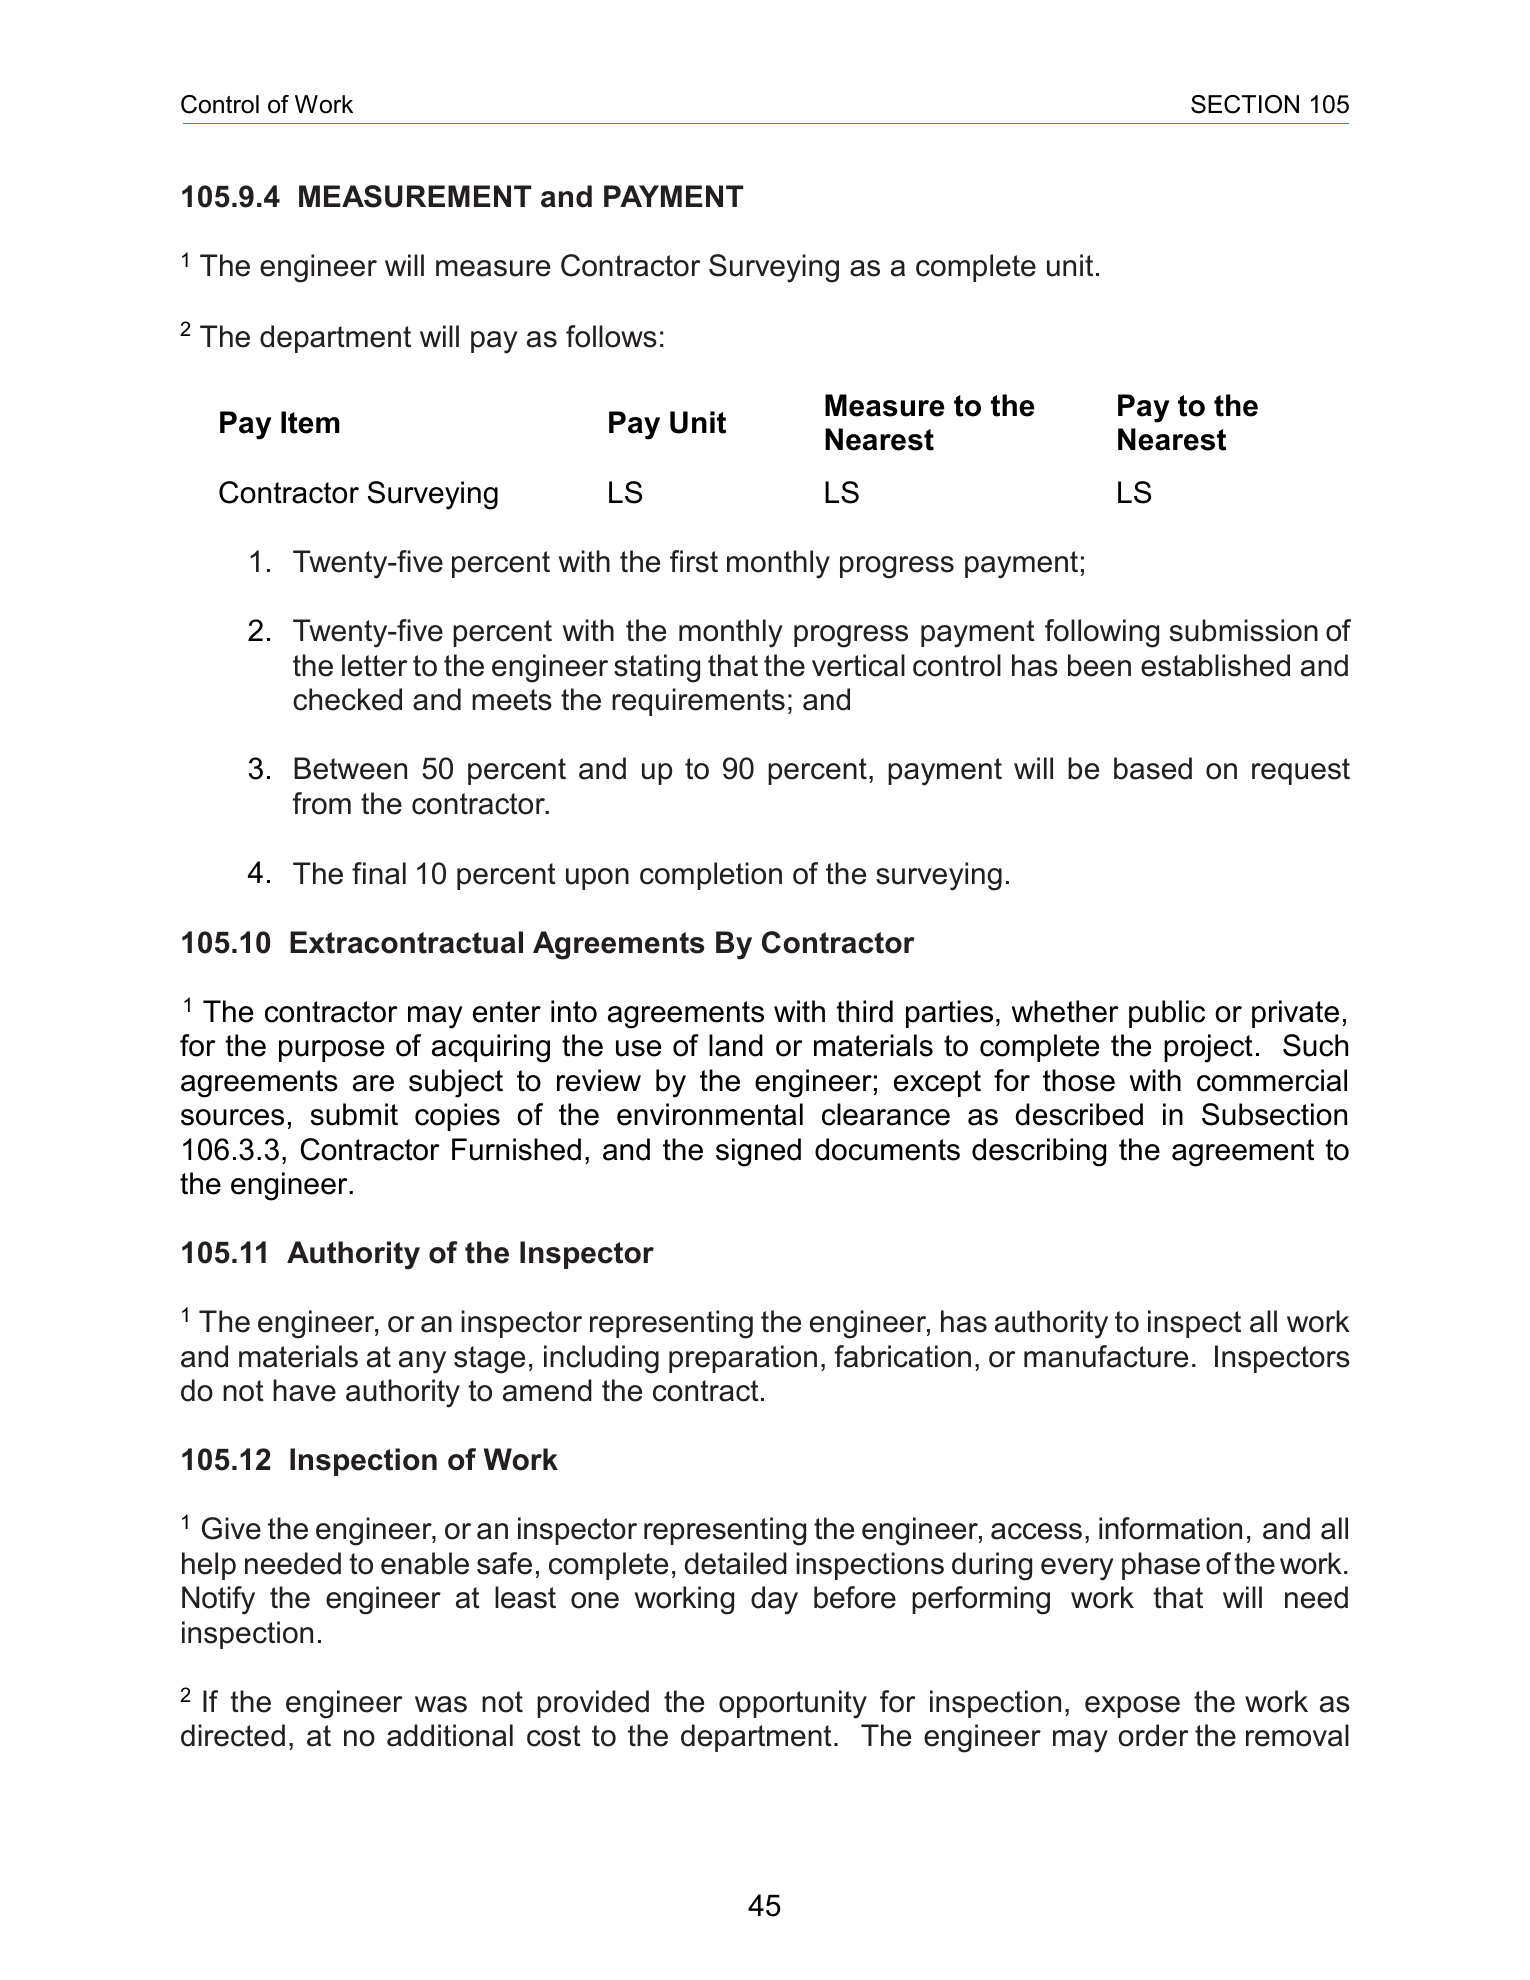 Control of Work SECTION 105
105.9.4 MEASUREMENT and PAYMENT
1 The engineer will measure Contractor Surveying as a complete unit.
2 The department will pay as follows:
Pay Item Pay Unit Measure to the Nearest Pay to the Nearest
Contractor Surveying LS LS LS
1. Twenty-five percent with the first monthly progress payment;
2. Twenty-five percent with the monthly progress payment following submission of
the letter to the engineer stating that the vertical control has been established and
checked and meets the requirements; and
3. Between 50 percent and up to 90 percent, payment will be based on request
from the contractor.
4. The final 10 percent upon completion of the surveying.
105.10 Extracontractual Agreements By Contractor
1 The contractor may enter into agreements with third parties, whether public or private,
for the purpose of acquiring the use of land or materials to complete the project. Such
agreements are subject to review by the engineer; except for those with commercial
sources, submit copies of the environmental clearance as described in Subsection
106.3.3, Contractor Furnished, and the signed documents describing the agreement to
the engineer.
105.11 Authority of the Inspector
1 The engineer, or an inspector representing the engineer, has authority to inspect all work
and materials at any stage, including preparation, fabrication, or manufacture. Inspectors
do not have authority to amend the contract.
105.12 Inspection of Work
1 Give the engineer, or an inspector representing the engineer, access, information, and all
help needed to enable safe, complete, detailed inspections during every phase of the work.
Notify the engineer at least one working day before performing work that will need
inspection.
2 If the engineer was not provided the opportunity for inspection, expose the work as
directed, at no additional cost to the department. The engineer may order the removal
45